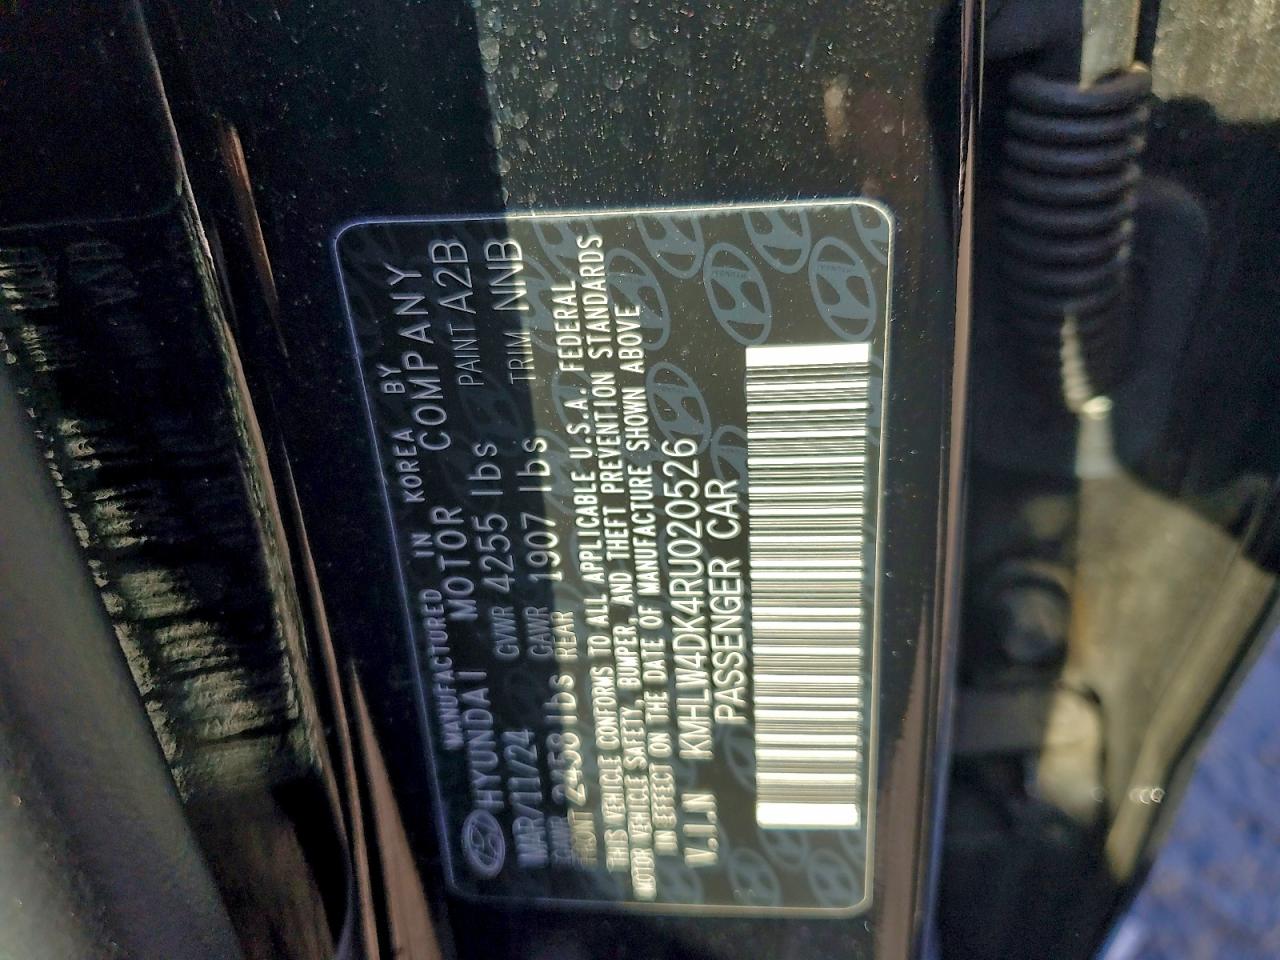 MANUFACTURED IN KOREA BY
HYUNDAI MOTOR COMPANY
MAR/11/24 GVWR 4255 lbs PAINT A2B
GAWR FRONT 2458 lbs GAWR REAR 1907 lbs TRIM NNB
THIS VEHICLE CONFORMS TO ALL APPLICABLE U.S.A. FEDERAL
MOTOR VEHICLE SAFETY, BUMPER, AND THEFT PREVENTION STANDARDS
IN EFFECT ON THE DATE OF MANUFACTURE SHOWN ABOVE
V.I.N KMHLW4DK4RU020526
PASSENGER CAR